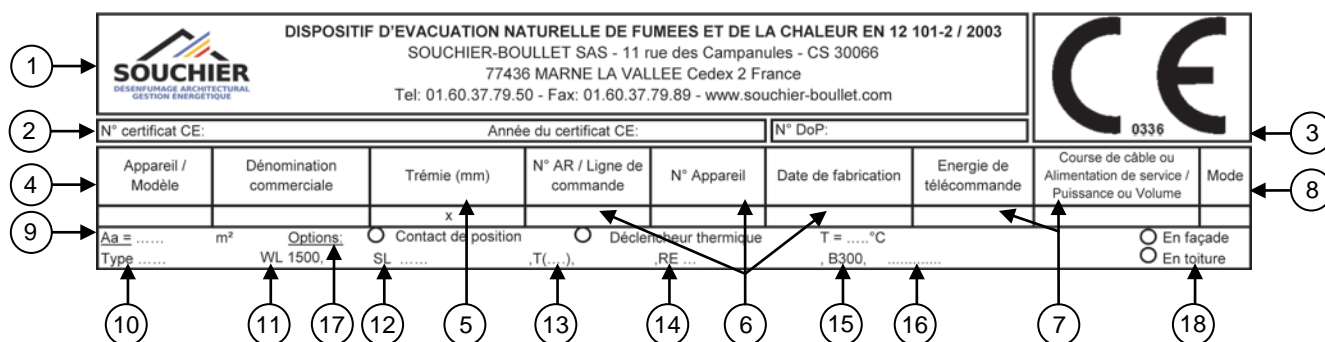 DISPOSITIF D'EVACUATION NATURELLE DE FUMEES ET DE LA CHALEUR EN 12 101-2 / 2003
SOUCHIER-BOULLET SAS - 11 rue des Campanules - CS 30066
77436 MARNE LA VALLEE Cedex 2 France
Tel: 01.60.37.79.50 - Fax: 01.60.37.79.89 - www.souchier-boullet.com
SOUCHIER
DÉSENFUMAGE ARCHITECTURAL
GESTION ENERGÉTIQUE
CE
0336
1
2
N° certificat CE:
Année du certificat CE:
N° DoP:
3
4
Appareil / Modèle
Dénomination commerciale
Trémie (mm)
N° AR / Ligne de commande
N° Appareil
Date de fabrication
Energie de télécommande
Course de câble ou Alimentation de service / Puissance ou Volume
Mode
8
x
9
Aa = ...... m² Options: Contact de position Déclencheur thermique T = .....°C En façade
Type ...... WL 1500, SL ...... ,T(....), ,RE ... , B300, ............. En toiture
10 11 17 12 5 13 14 6 15 16 7 18